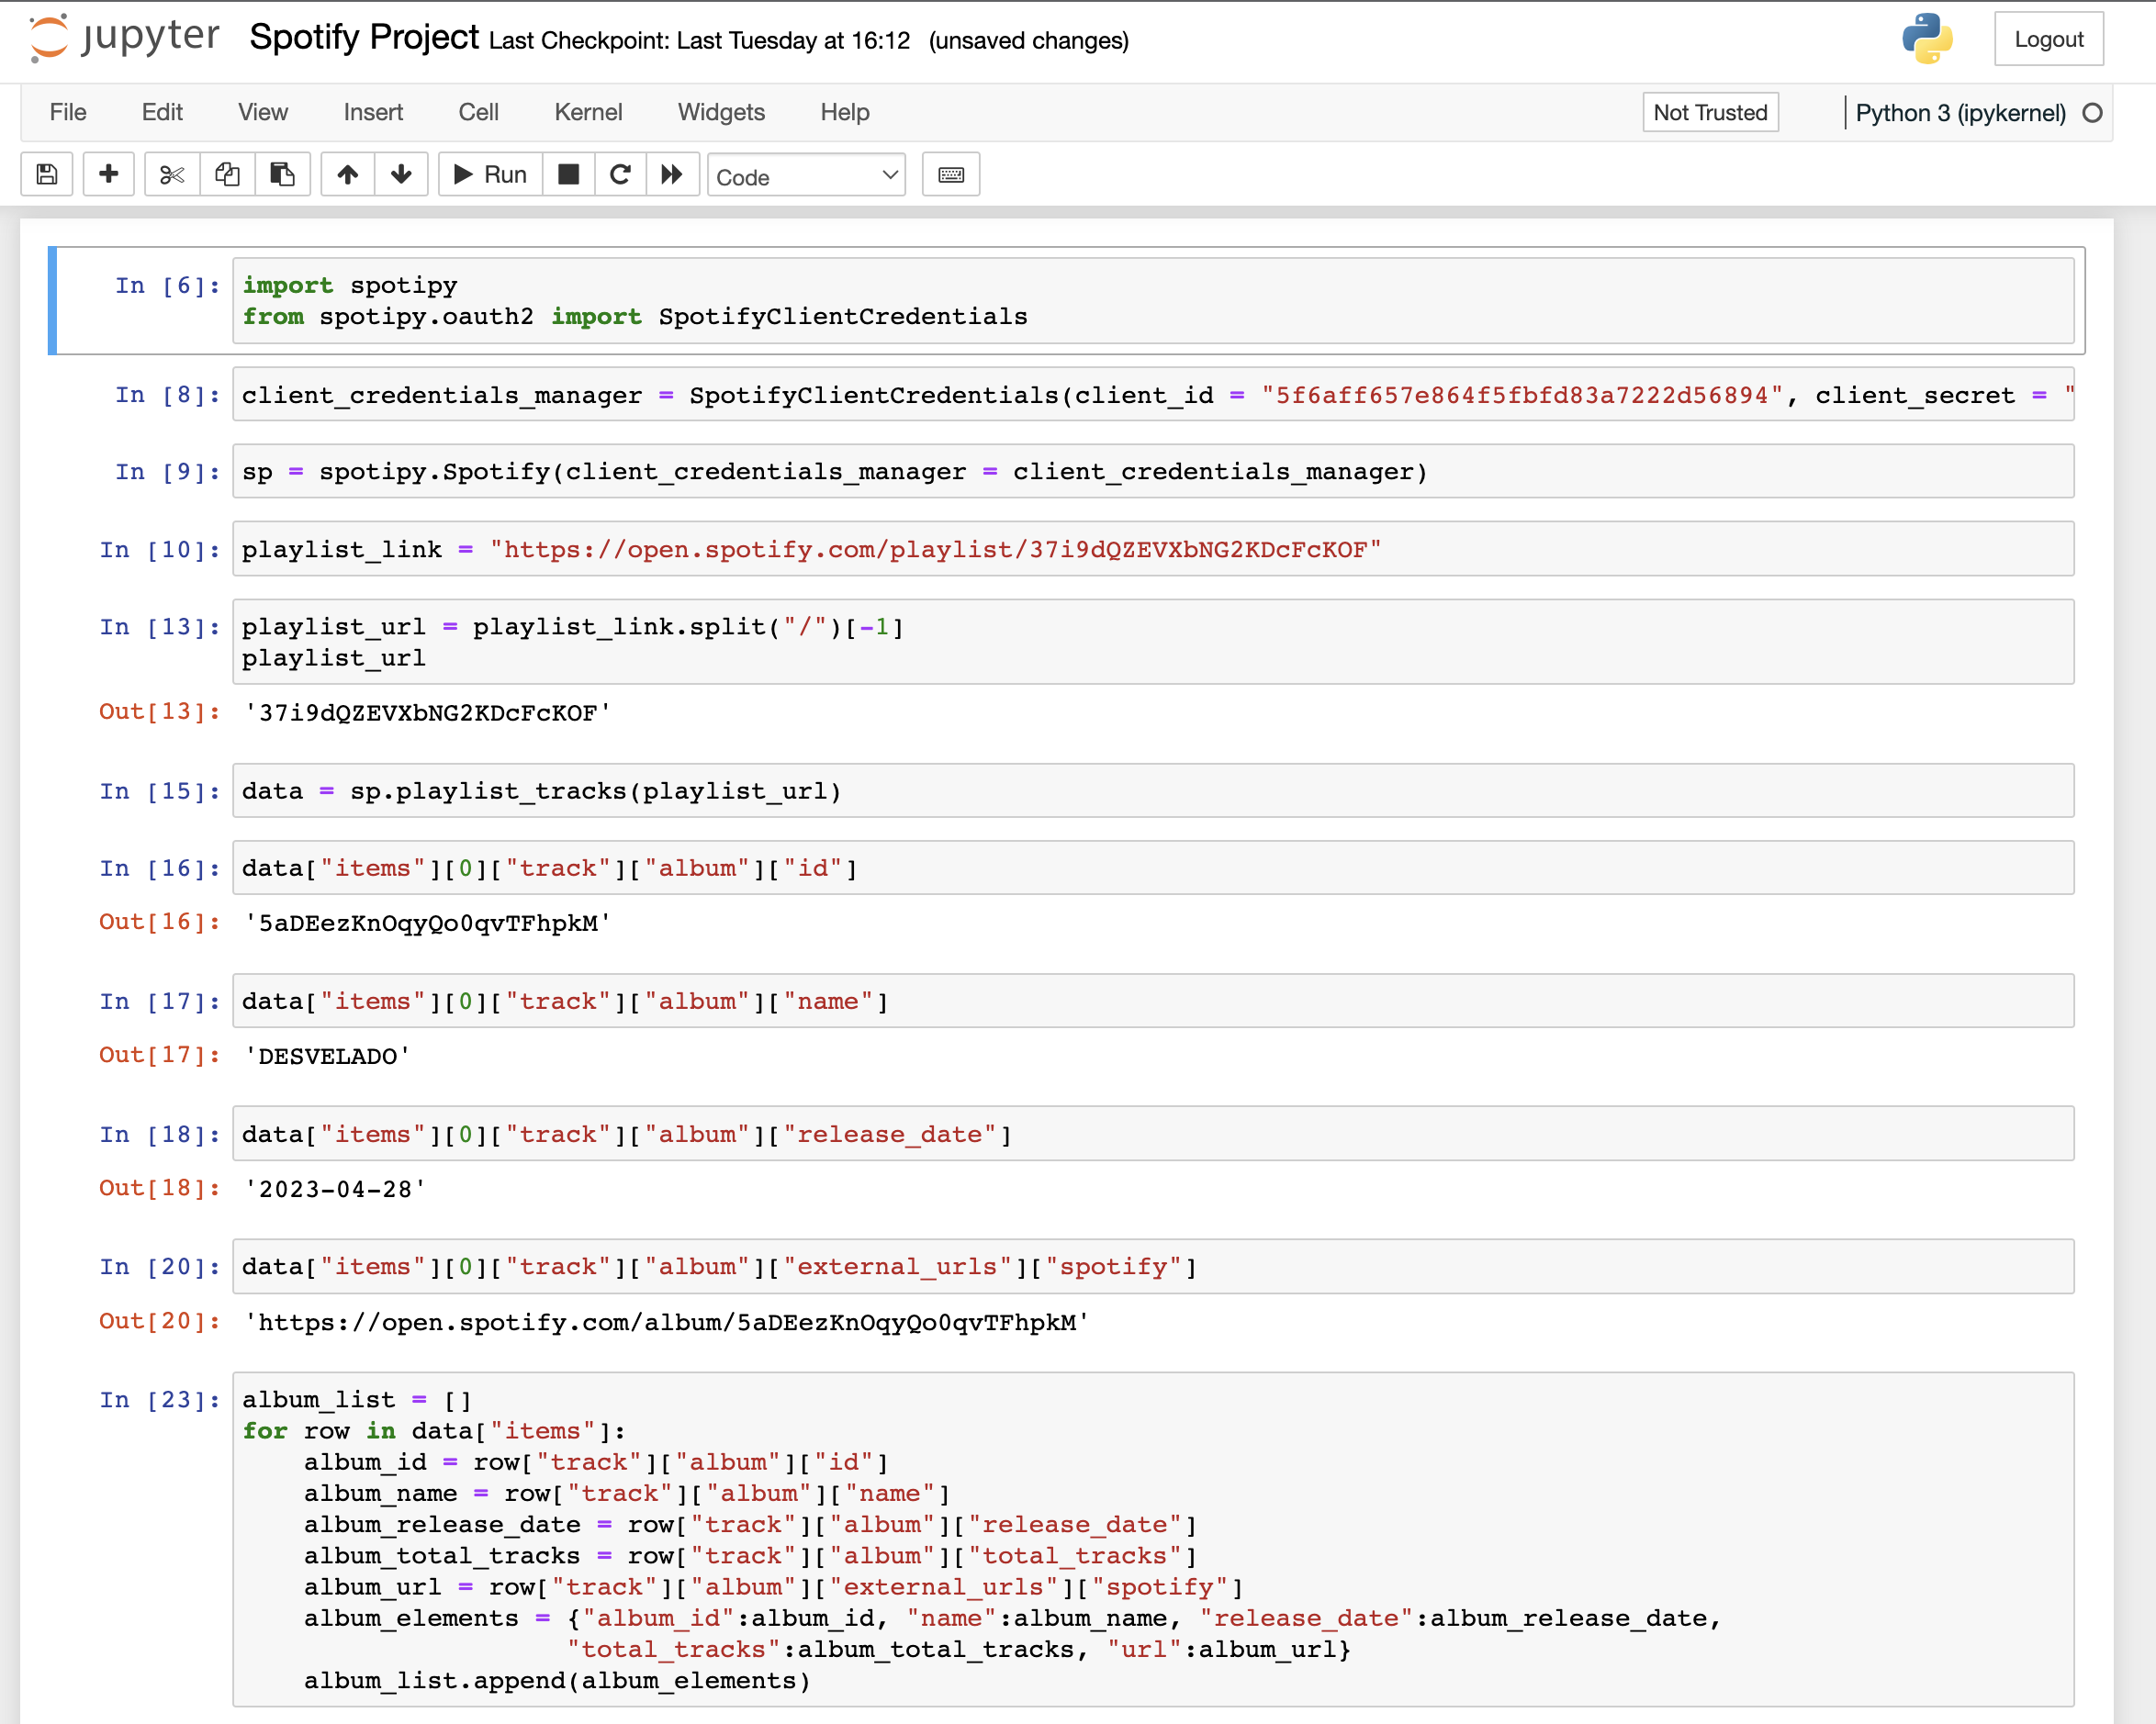 jupyter Spotify Project Last Checkpoint: Last Tuesday at 16:12 (unsaved changes) Logout
File Edit View Insert Cell Kernel Widgets Help Not Trusted Python 3 (ipykernel)
Run Code
In [6]: import spotipy
from spotipy.oauth2 import SpotifyClientCredentials
In [8]: client_credentials_manager = SpotifyClientCredentials(client_id = "5f6aff657e864f5fbfd83a7222d56894", client_secret = "
In [9]: sp = spotipy.Spotify(client_credentials_manager = client_credentials_manager)
In [10]: playlist_link = "https://open.spotify.com/playlist/37i9dQZEVXbNG2KDcFcKOF"
In [13]: playlist_url = playlist_link.split("/")[-1]
playlist_url
Out[13]: '37i9dQZEVXbNG2KDcFcKOF'
In [15]: data = sp.playlist_tracks(playlist_url)
In [16]: data["items"][0]["track"]["album"]["id"]
Out[16]: '5aDEezKnOqyQo0qvTFhpkM'
In [17]: data["items"][0]["track"]["album"]["name"]
Out[17]: 'DESVELADO'
In [18]: data["items"][0]["track"]["album"]["release_date"]
Out[18]: '2023-04-28'
In [20]: data["items"][0]["track"]["album"]["external_urls"]["spotify"]
Out[20]: 'https://open.spotify.com/album/5aDEezKnOqyQo0qvTFhpkM'
In [23]: album_list = []
for row in data["items"]:
    album_id = row["track"]["album"]["id"]
    album_name = row["track"]["album"]["name"]
    album_release_date = row["track"]["album"]["release_date"]
    album_total_tracks = row["track"]["album"]["total_tracks"]
    album_url = row["track"]["album"]["external_urls"]["spotify"]
    album_elements = {"album_id":album_id, "name":album_name, "release_date":album_release_date,
                     "total_tracks":album_total_tracks, "url":album_url}
    album_list.append(album_elements)